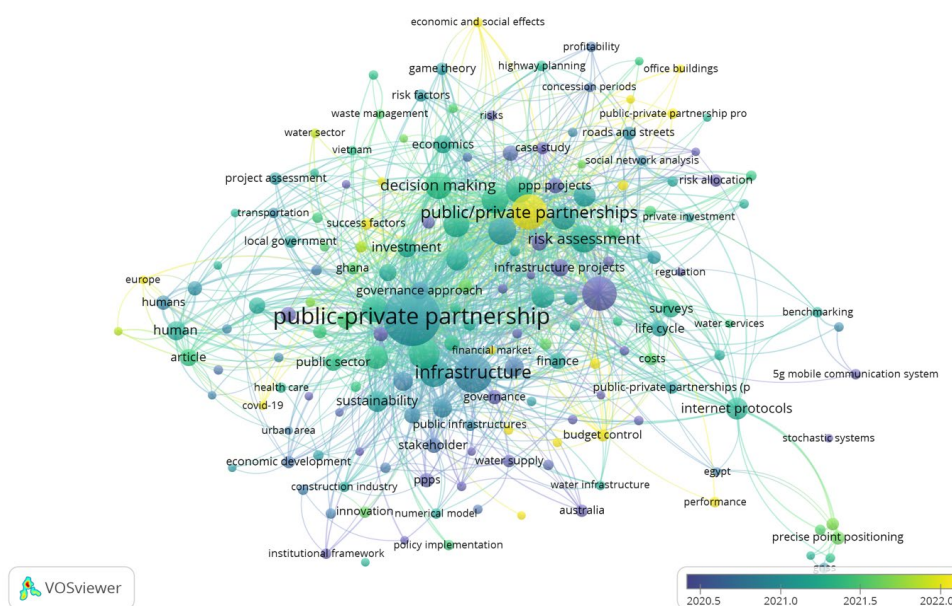 economic and social effects
profitability
game theory
highway planning
office buildings
concession periods
risk factors
waste management
risks
public-private partnership pro
water sector
roads and streets
economics
case study
vietnam
social network analysis
project assessment
decision making
ppp projects
risk allocation
transportation
public/private partnerships
private investment
success factors
local government
investment
risk assessment
ghana
infrastructure projects
regulation
europe
governance approach
humans
public-private partnership
surveys
benchmarking
human
life cycle
water services
article
public sector
financial market
finance
costs
infrastructure
5g mobile communication system
health care
public-private partnerships (p
covid-19
sustainability
governance
internet protocols
urban area
public infrastructures
budget control
stochastic systems
stakeholder
economic development
water supply
egypt
construction industry
ppps
water infrastructure
performance
innovation
numerical model
australia
precise point positioning
institutional framework
policy implementation
VOSviewer
2020.5
2021.0
2021.5
2022.0